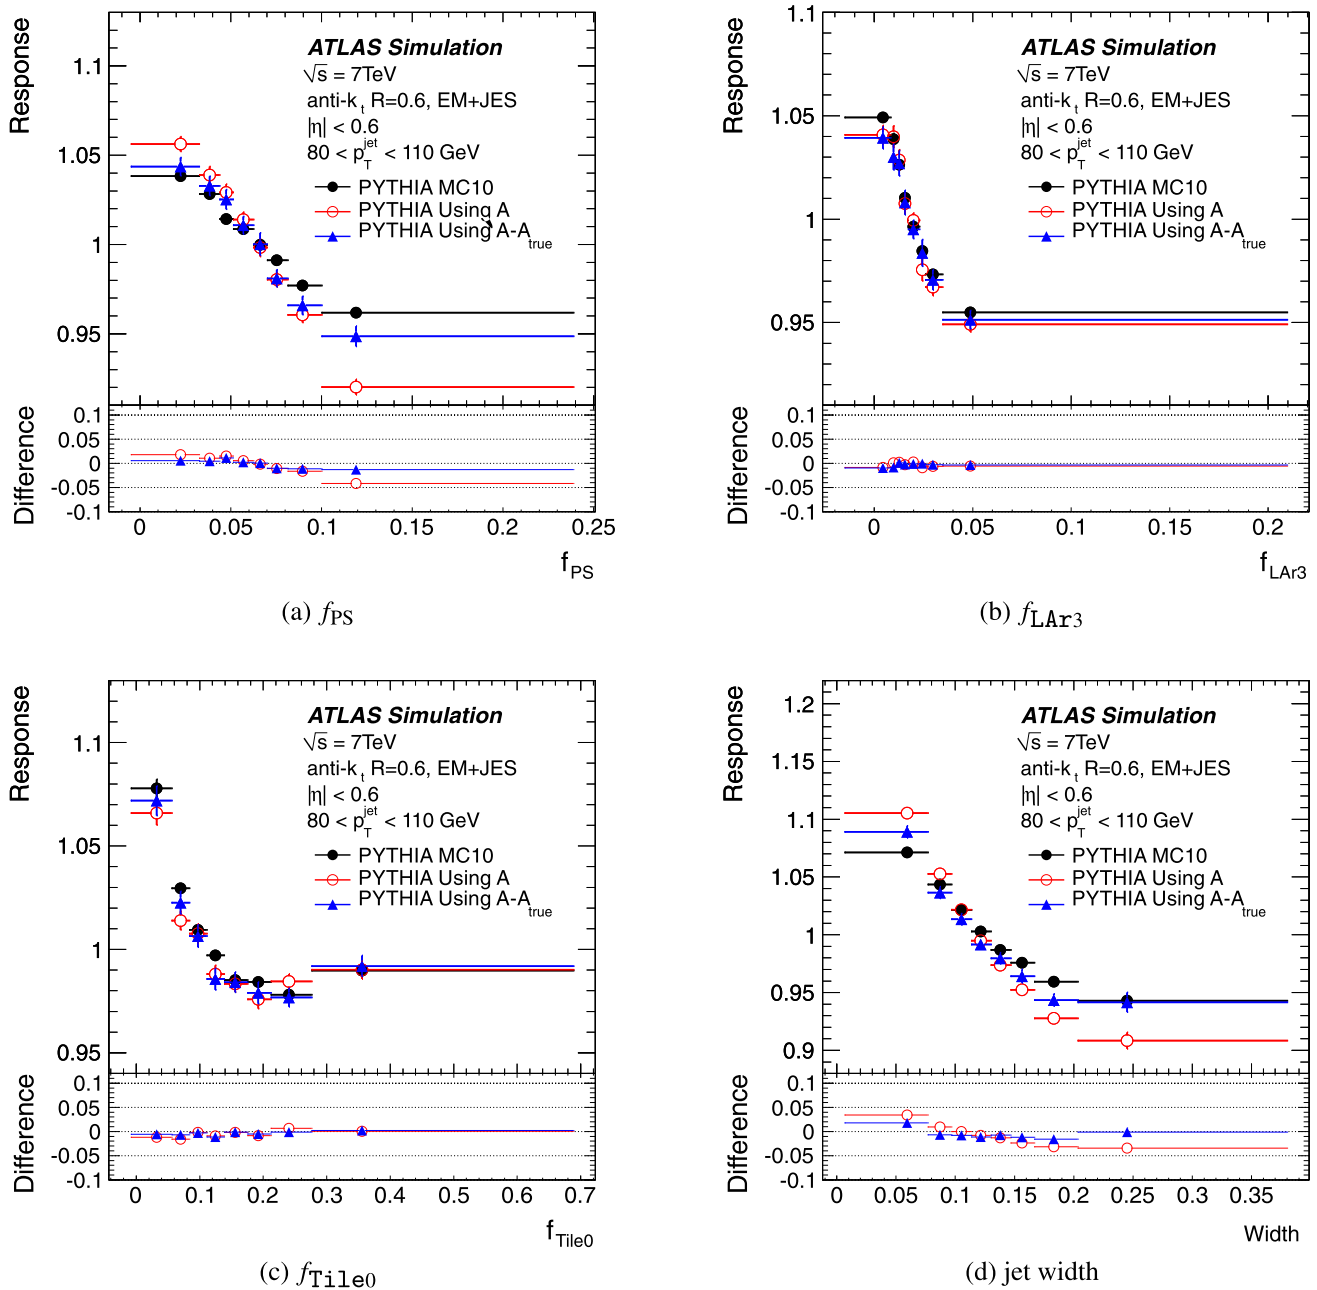 Response
1.1
1.05
1
0.95
ATLAS Simulation
√s = 7TeV
anti-k_t R=0.6, EM+JES
|η| < 0.6
80 < p_T^jet < 110 GeV
PYTHIA MC10
PYTHIA Using A
PYTHIA Using A-A_true
Difference
0.1
0.05
0
-0.05
-0.1
0 0.05 0.1 0.15 0.2 0.25
f_PS
(a) f_PS
Response
1.1
1.05
1
0.95
ATLAS Simulation
√s = 7TeV
anti-k_t R=0.6, EM+JES
|η| < 0.6
80 < p_T^jet < 110 GeV
PYTHIA MC10
PYTHIA Using A
PYTHIA Using A-A_true
Difference
0.1
0.05
0
-0.05
-0.1
0 0.05 0.1 0.15 0.2
f_LAr3
(b) f_LAr3
Response
1.1
1.05
1
0.95
ATLAS Simulation
√s = 7TeV
anti-k_t R=0.6, EM+JES
|η| < 0.6
80 < p_T^jet < 110 GeV
PYTHIA MC10
PYTHIA Using A
PYTHIA Using A-A_true
Difference
0.1
0.05
0
-0.05
-0.1
0 0.1 0.2 0.3 0.4 0.5 0.6 0.7
f_Tile0
(c) f_Tile0
Response
1.2
1.15
1.1
1.05
1
0.95
0.9
ATLAS Simulation
√s = 7TeV
anti-k_t R=0.6, EM+JES
|η| < 0.6
80 < p_T^jet < 110 GeV
PYTHIA MC10
PYTHIA Using A
PYTHIA Using A-A_true
Difference
0.1
0.05
0
-0.05
-0.1
0 0.05 0.1 0.15 0.2 0.25 0.3 0.35
Width
(d) jet width